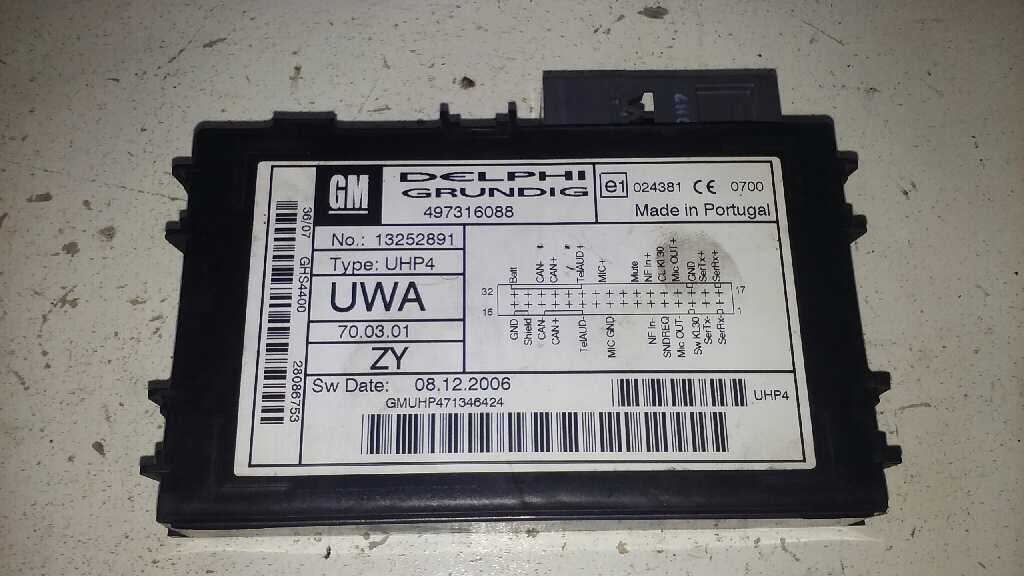 GM
DELPHI
GRUNDIG
497316088
e1 024381 CE 0700
Made in Portugal
36/07 GHS4400 28086753
No.: 13252891
Type: UHP4
UWA
70.03.01
ZY
Batt CAN- CAN+ TelAUD+ MIC+ Mute NF In+ CL KL30 Mic OUT+ GND SerTx+ SerRx+
32 17
16
GND Shield CAN- CAN+ TelAUD- MIC GND NF In- SNDREQ Mic OUT- Sw KL30 SerTx- SerRx-
Sw Date: 08.12.2006
GMUHP471346424
UHP4